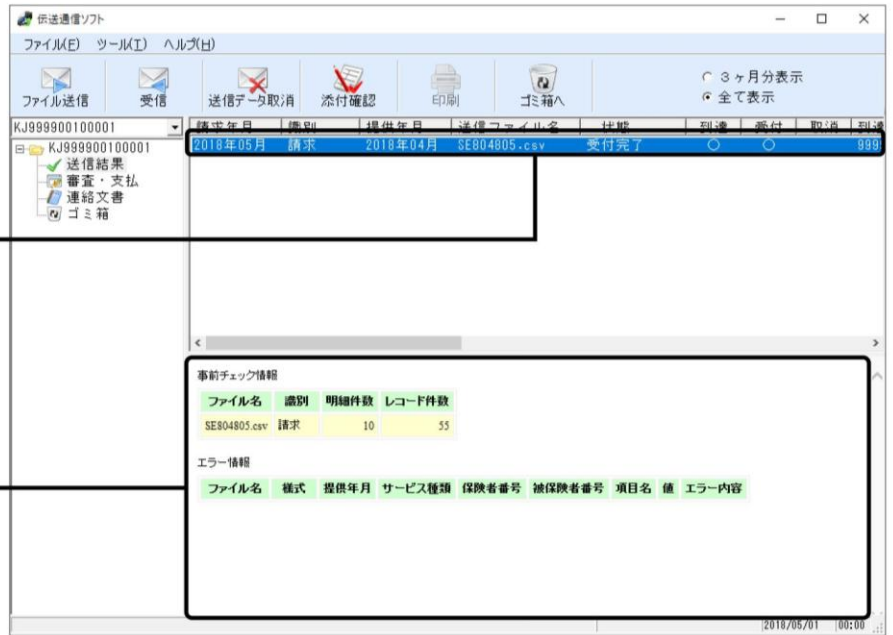 伝送通信ソフト
ファイル(F) ツール(T) ヘルプ(H)
ファイル送信 受信 送信データ取消 添付確認 印刷 ゴミ箱へ
３ヶ月分表示
全て表示
KJ999900100001
請求年月 識別 提供年月 送信ファイル名 状態 到達 受付 取消 到達
2018年05月 請求 2018年04月 SE804805.csv 受付完了 ○ ○ 999
KJ999900100001
送信結果
審査・支払
連絡文書
ゴミ箱
事前チェック情報
ファイル名 識別 明細件数 レコード件数
SE804805.csv 請求 10 55
エラー情報
ファイル名 様式 提供年月 サービス種類 保険者番号 被保険者番号 項目名 値 エラー内容
2018/05/01 00:00